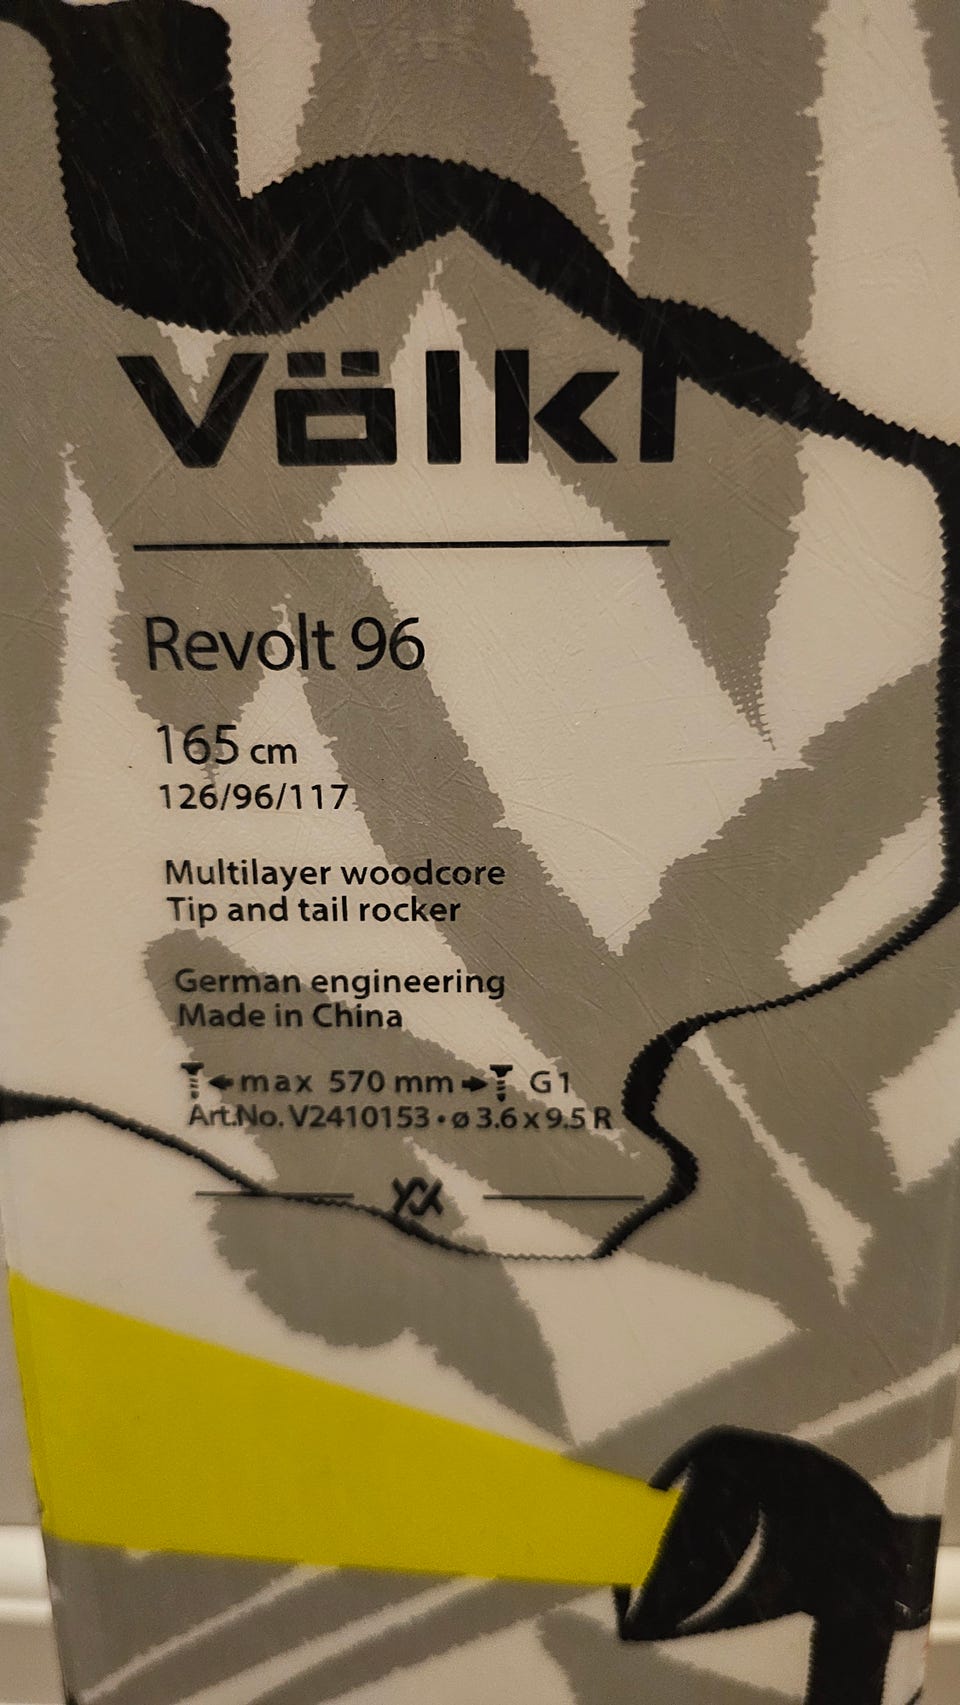 Völkl
Revolt 96
165 cm
126/96/117
Multilayer woodcore
Tip and tail rocker
German engineering
Made in China
max 570 mm G1
Art.No. V2410153 • ø 3.6 x 9.5 R